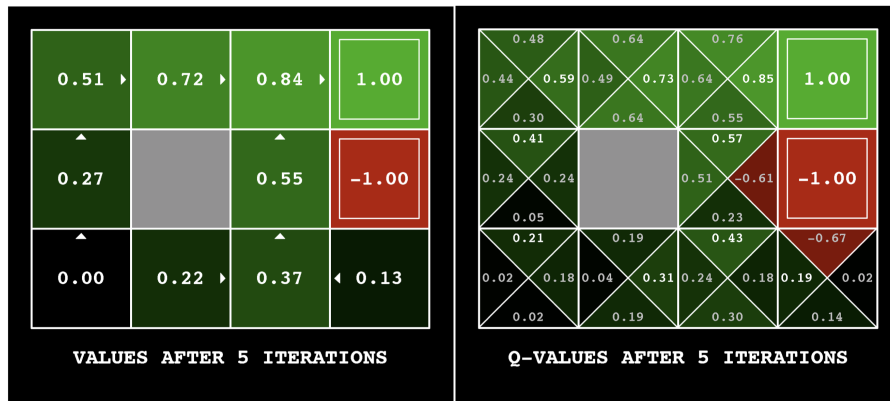 0.51 0.72 0.84 1.00
0.27 0.55 -1.00
0.00 0.22 0.37 0.13
VALUES AFTER 5 ITERATIONS
0.48 0.64 0.76
0.44 0.59 0.49 0.73 0.64 0.85 1.00
0.30 0.64 0.55
0.41 0.57
0.24 0.24 0.51 -0.61 -1.00
0.05 0.23
0.21 0.19 0.43 -0.67
0.02 0.18 0.04 0.31 0.24 0.18 0.19 0.02
0.02 0.19 0.30 0.14
Q-VALUES AFTER 5 ITERATIONS